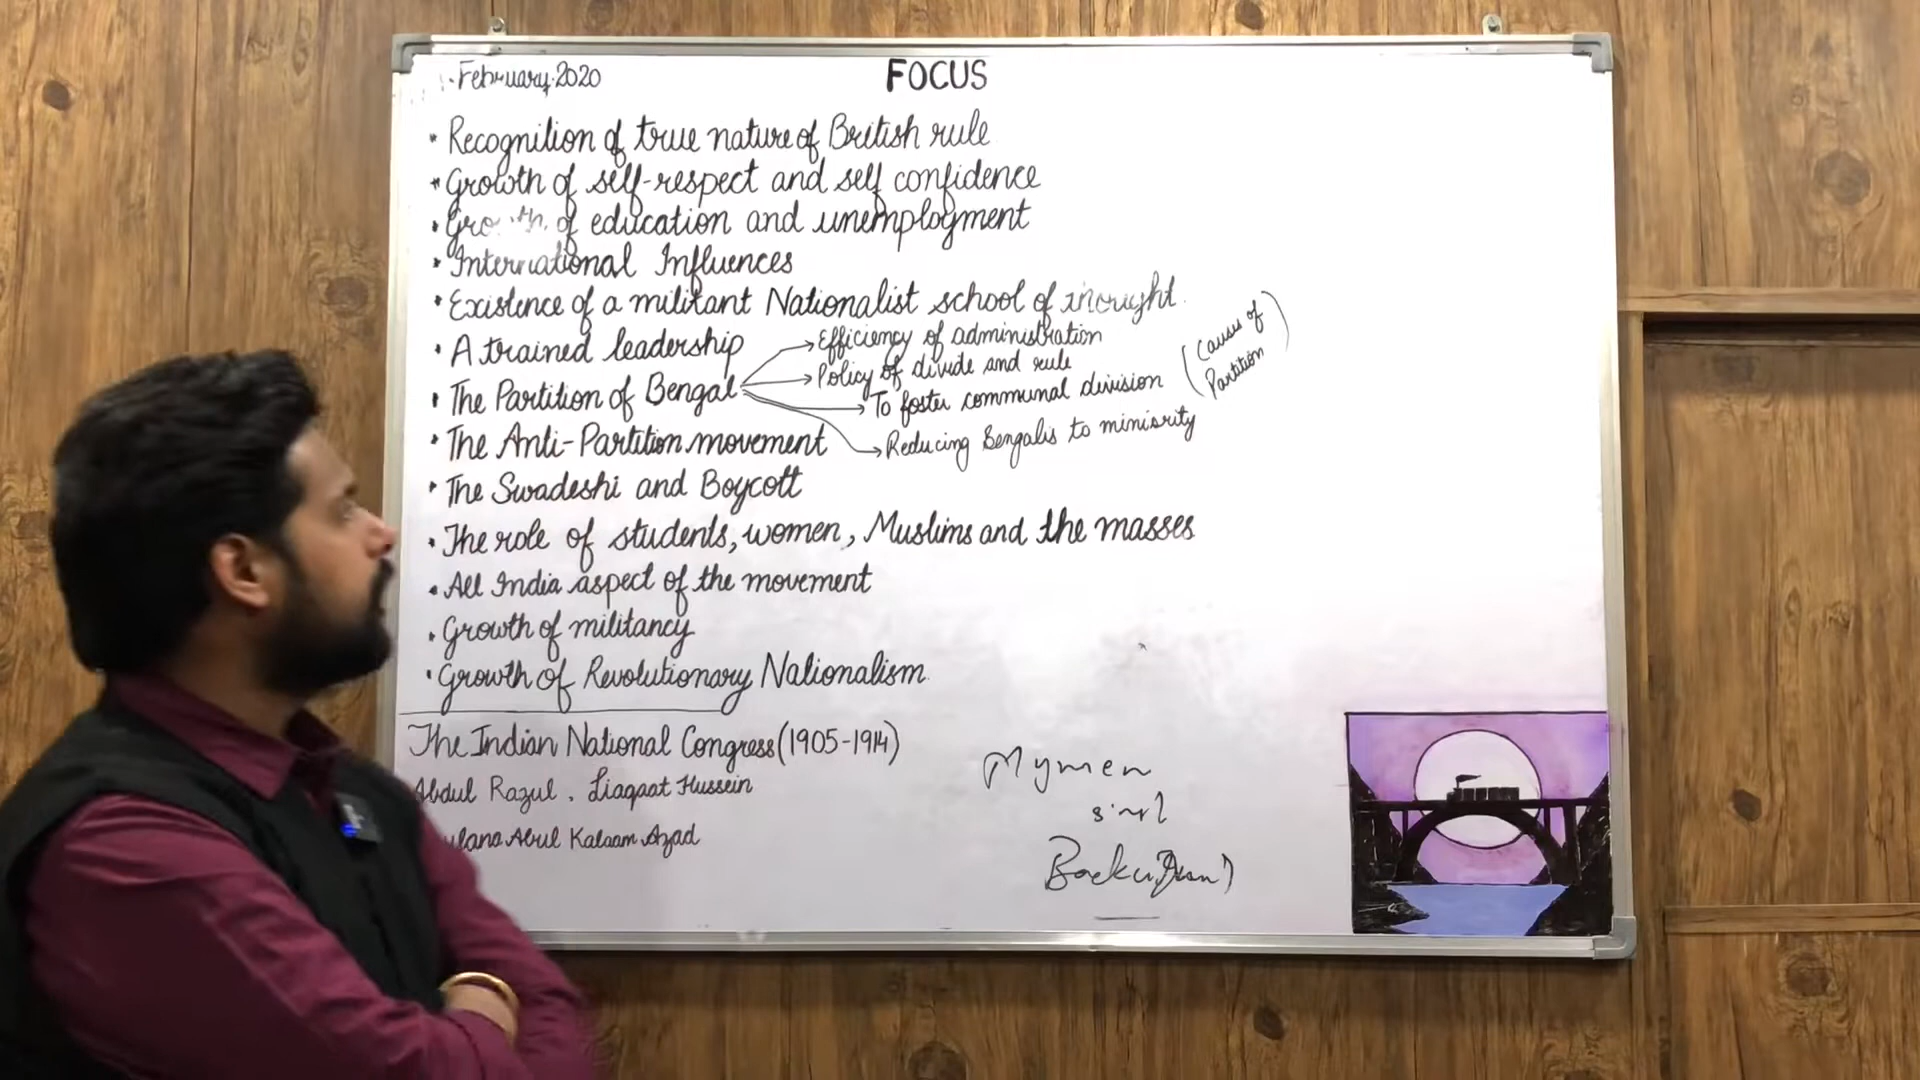 February 2020
FOCUS
Recognition of true nature of British rule
Growth of self-respect and self confidence
Growth of education and unemployment
International Influences
Existence of a militant Nationalist school of thought.
A trained leadership
Efficiency of administration
Policy of divide and rule
(Causes of Partition)
The Partition of Bengal
To foster communal division
The Anti-Partition movement
Reducing Bengalis to miniority
The Swadeshi and Boycott
The role of students, women, Muslims and the masses
All India aspect of the movement
Growth of militancy
Growth of Revolutionary Nationalism.
The Indian National Congress (1905-1914)
Abdul Razul, Liaqaat Hussein
Abul Kalaam Azad
Mymen